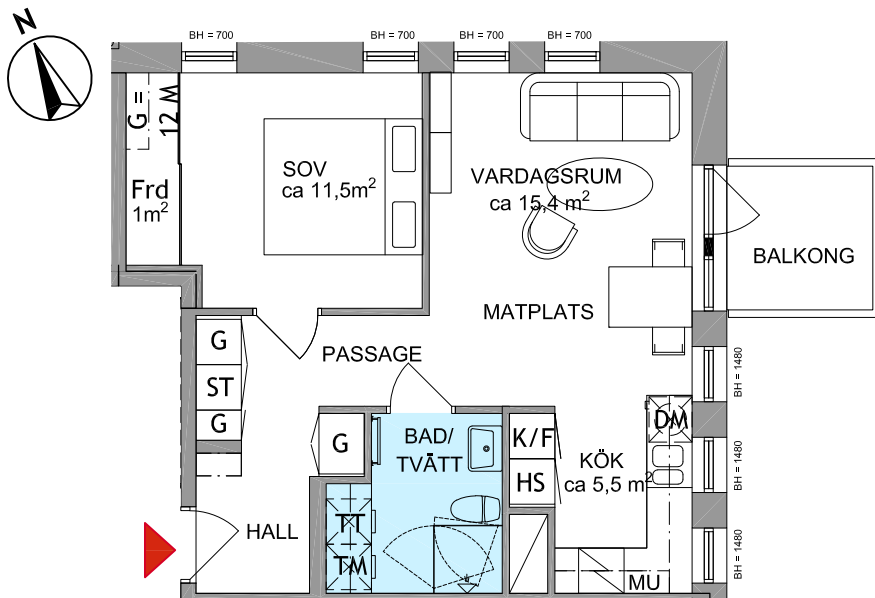 N
BH = 700
BH = 700
BH = 700
BH = 700
G =
12 M
Frd
1m²
SOV
ca 11,5m²
VARDAGSRUM
ca 15,4 m²
BALKONG
MATPLATS
G
ST
G
PASSAGE
BH = 1480
G
BAD/
TVÄTT
K/F
HS
DM
KÖK
ca 5,5 m²
BH = 1480
HALL
TT
TM
MU
BH = 1480